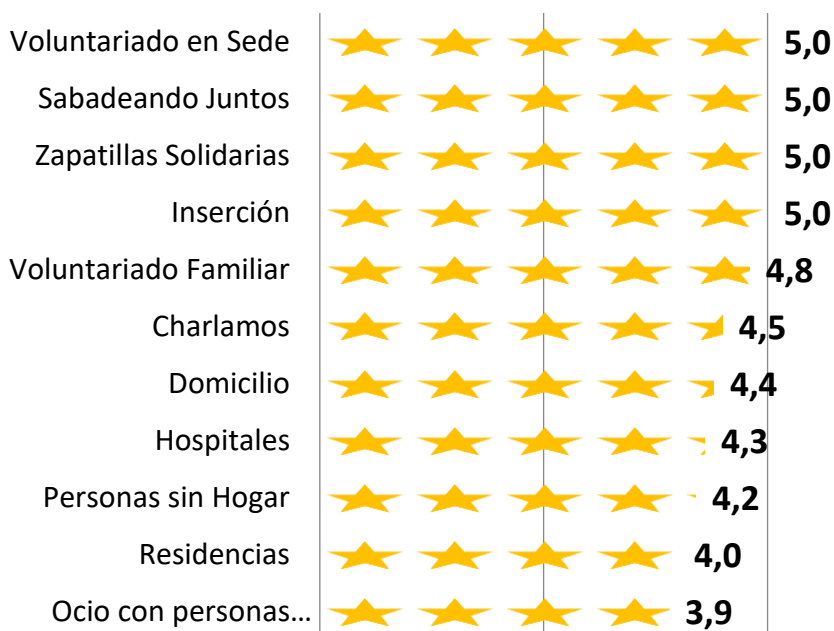 Voluntariado en Sede 5,0
Sabadeando Juntos 5,0
Zapatillas Solidarias 5,0
Inserción 5,0
Voluntariado Familiar 4,8
Charlamos 4,5
Domicilio 4,4
Hospitales 4,3
Personas sin Hogar 4,2
Residencias 4,0
Ocio con personas... 3,9